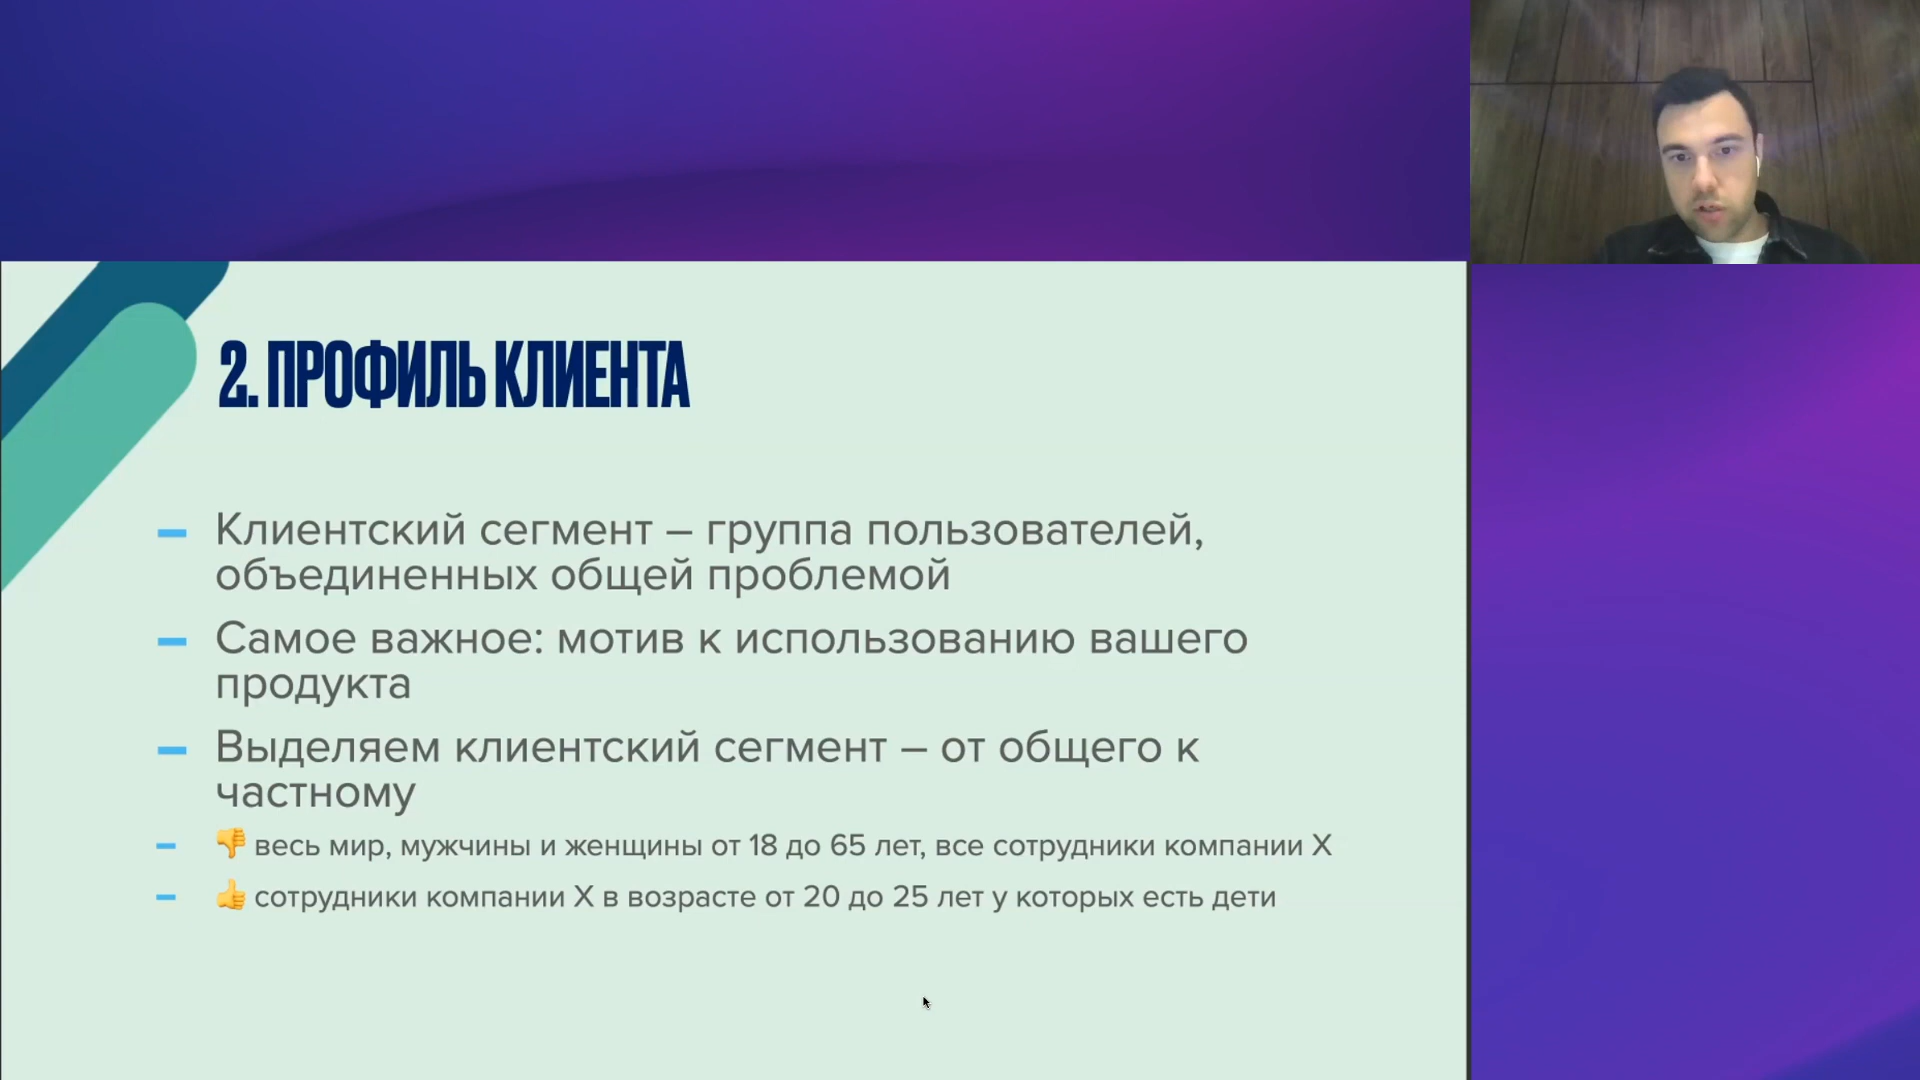 2. ПРОФИЛЬ КЛИЕНТА
Клиентский сегмент – группа пользователей,
объединенных общей проблемой
Самое важное: мотив к использованию вашего
продукта
Выделяем клиентский сегмент – от общего к
частному
👎 весь мир, мужчины и женщины от 18 до 65 лет, все сотрудники компании X
👍 сотрудники компании X в возрасте от 20 до 25 лет у которых есть дети